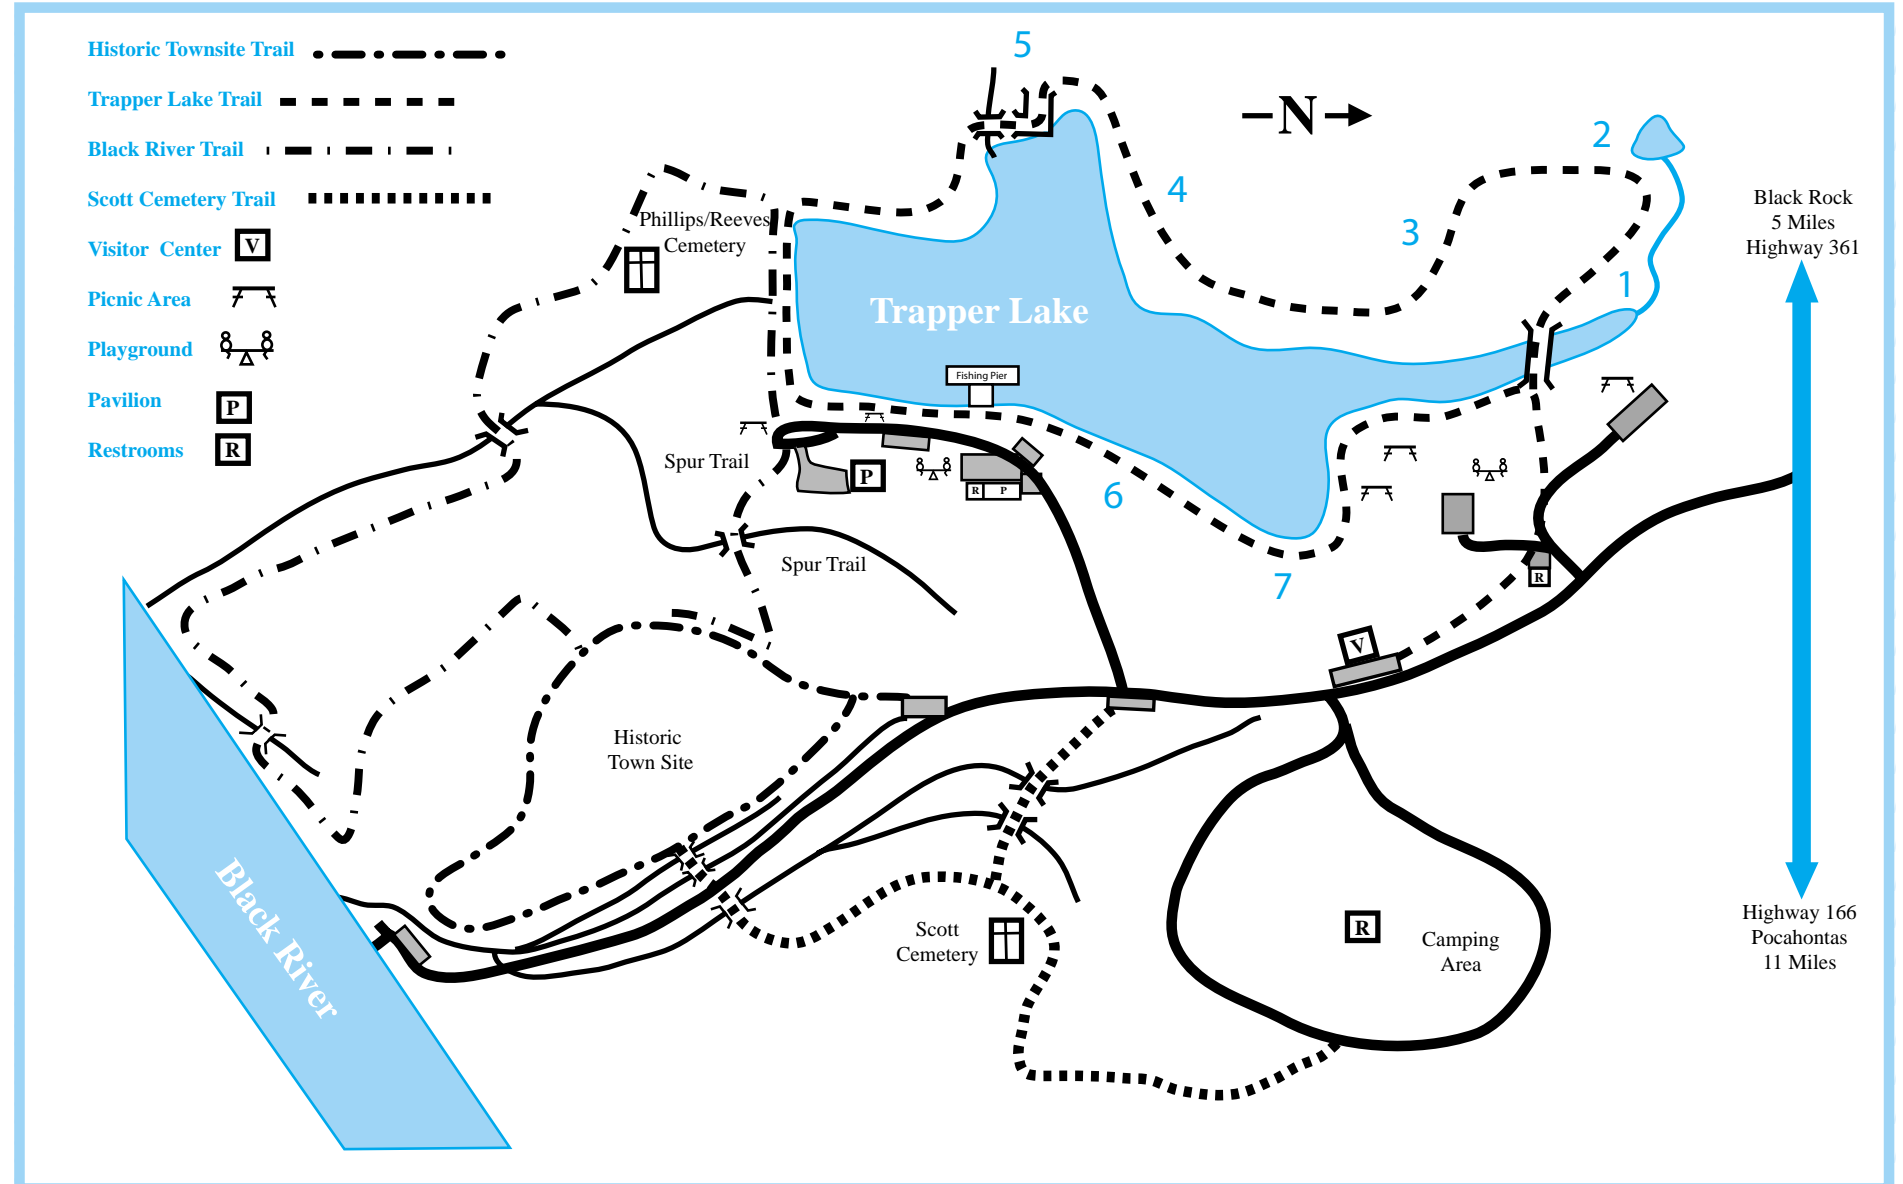 Historic Townsite Trail
Trapper Lake Trail
Black River Trail
Scott Cemetery Trail
Visitor Center V
Picnic Area
Playground
Pavilion P
Restrooms R
5
N
2
4
3
1
Black Rock
5 Miles
Highway 361
Phillips/Reeves
Cemetery
Trapper Lake
Fishing Pier
Spur Trail
P
R P
6
Spur Trail
7
R
V
Historic
Town Site
Black River
Scott
Cemetery
R
Camping
Area
Highway 166
Pocahontas
11 Miles